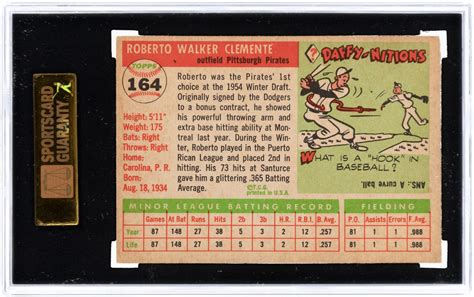 SPORTSCARD
GUARANTY
ROBERTO WALKER CLEMENTE
outfield Pittsburgh Pirates
TOPPS
164
Height: 5'11"
Weight: 175
Bats: Right
Throws: Right
Home:
Carolina, P. R.
Born:
Aug. 18, 1934
Roberto was the Pirates' 1st
choice at the 1954 Winter Draft.
Originally signed by the Dodgers
to a bonus contract, he showed
his powerful throwing arm and
extra base hitting ability at Mont-
real last year. During the Win-
ter, Roberto played in the Puerto
Rican League and placed 2nd in
hitting. His 73 hits at Santurce
gave him a glittering .365 Batting
Average.
©T.C.G.
printed in U.S.A.
?
DAFFY-NITIONS
WHAT IS A "HOOK" IN
BASEBALL?
ANS.: A curve ball.
MINOR LEAGUE BATTING RECORD
FIELDING
Games At Bat Runs Hits 2b 3b H.R. R.B.I. B.Avg. P.O. Assists Errors F.Avg.
Year 87 148 27 38 5 3 2 12 .257 81 1 1 .988
Life 87 148 27 38 5 3 2 12 .257 81 1 1 .988